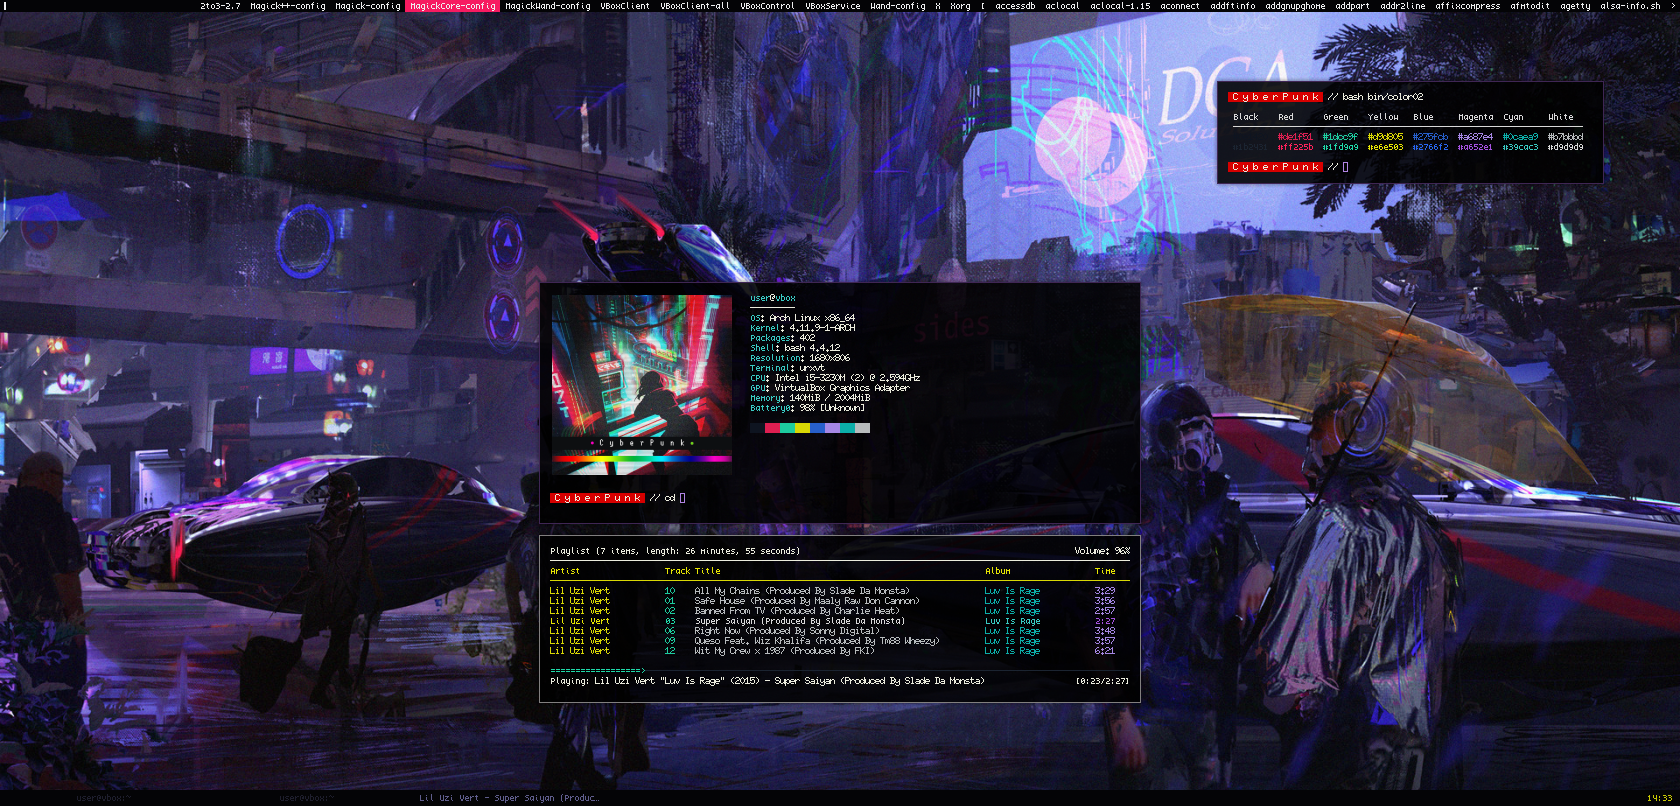 2to3-2.7 Magick++-config Magick-config MagickCore-config MagickWand-config VBoxClient VBoxClient-all VBoxControl VBoxService Wand-config X Xorg [ accessdb aclocal aclocal-1.15 aconnect addftinfo addgnupghome addpart addr2line affixcompress afmtodit agetty alsa-info.sh >
DCA
Solu
CyberPunk // bash bin/color02
Black Red Green Yellow Blue Magenta Cyan White
#de1f51 #1dcc9f #d9d805 #275fcb #a687e4 #0caea9 #b7bbbd
#ff225b #1fd9a9 #e6e503 #2766f2 #a652e1 #39cac3 #d9d9d9
CyberPunk //
user@vbox
OS: Arch Linux x86_64
Kernel: 4.11.9-1-ARCH
Packages: 402
Shell: bash 4.4.12
Resolution: 1680x806
Terminal: urxvt
CPU: Intel i5-3230M (2) @ 2.594GHz
GPU: VirtualBox Graphics Adapter
Memory: 140MiB / 2004MiB
Battery0: 98% [Unknown]
sides
CyberPunk
CyberPunk // cd
Playlist (7 items, length: 26 minutes, 55 seconds) Volume: 96%
Artist Track Title Album Time
Lil Uzi Vert 10 All My Chains (Produced By Slade Da Monsta) Luv Is Rage 3:29
Lil Uzi Vert 01 Safe House (Produced By Maaly Raw Don Cannon) Luv Is Rage 3:56
Lil Uzi Vert 02 Banned From TV (Produced By Charlie Heat) Luv Is Rage 2:57
Lil Uzi Vert 03 Super Saiyan (Produced By Slade Da Monsta) Luv Is Rage 2:27
Lil Uzi Vert 06 Right Now (Produced By Sonny Digital) Luv Is Rage 3:48
Lil Uzi Vert 09 Queso Feat. Wiz Khalifa (Produced By Tm88 Wheezy) Luv Is Rage 3:57
Lil Uzi Vert 12 Wit My Crew x 1987 (Produced By FKI) Luv Is Rage 6:21
==================>
Playing: Lil Uzi Vert "Luv Is Rage" (2015) - Super Saiyan (Produced By Slade Da Monsta) [0:23/2:27]
user@vbox:~ user@vbox:~ Lil Uzi Vert - Super Saiyan (Produc… 14:33